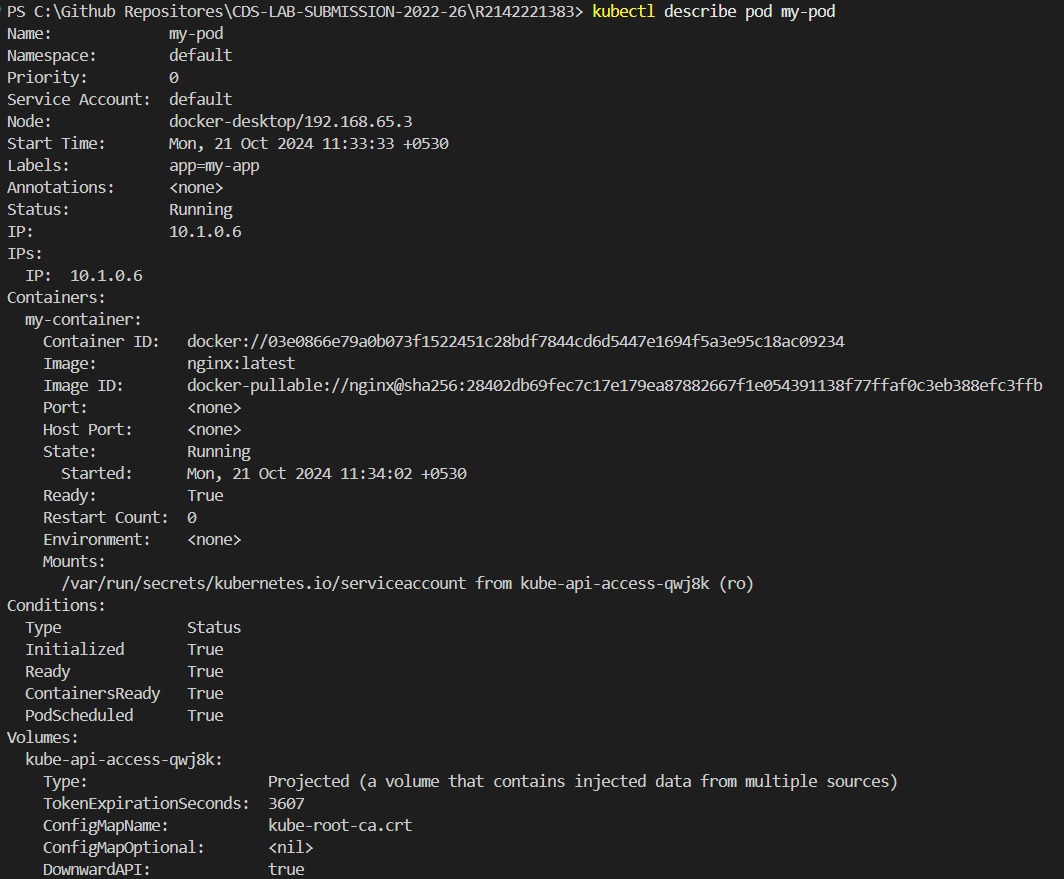 PS C:\Github Repositores\CDS-LAB-SUBMISSION-2022-26\R2142221383> kubectl describe pod my-pod
Name:             my-pod
Namespace:        default
Priority:         0
Service Account:  default
Node:             docker-desktop/192.168.65.3
Start Time:       Mon, 21 Oct 2024 11:33:33 +0530
Labels:           app=my-app
Annotations:      <none>
Status:           Running
IP:               10.1.0.6
IPs:
  IP:  10.1.0.6
Containers:
  my-container:
    Container ID:   docker://03e0866e79a0b073f1522451c28bdf7844cd6d5447e1694f5a3e95c18ac09234
    Image:          nginx:latest
    Image ID:       docker-pullable://nginx@sha256:28402db69fec7c17e179ea87882667f1e054391138f77ffaf0c3eb388efc3ffb
    Port:           <none>
    Host Port:      <none>
    State:          Running
      Started:      Mon, 21 Oct 2024 11:34:02 +0530
    Ready:          True
    Restart Count:  0
    Environment:    <none>
    Mounts:
      /var/run/secrets/kubernetes.io/serviceaccount from kube-api-access-qwj8k (ro)
Conditions:
  Type              Status
  Initialized       True
  Ready             True
  ContainersReady   True
  PodScheduled      True
Volumes:
  kube-api-access-qwj8k:
    Type:                    Projected (a volume that contains injected data from multiple sources)
    TokenExpirationSeconds:  3607
    ConfigMapName:           kube-root-ca.crt
    ConfigMapOptional:       <nil>
    DownwardAPI:             true